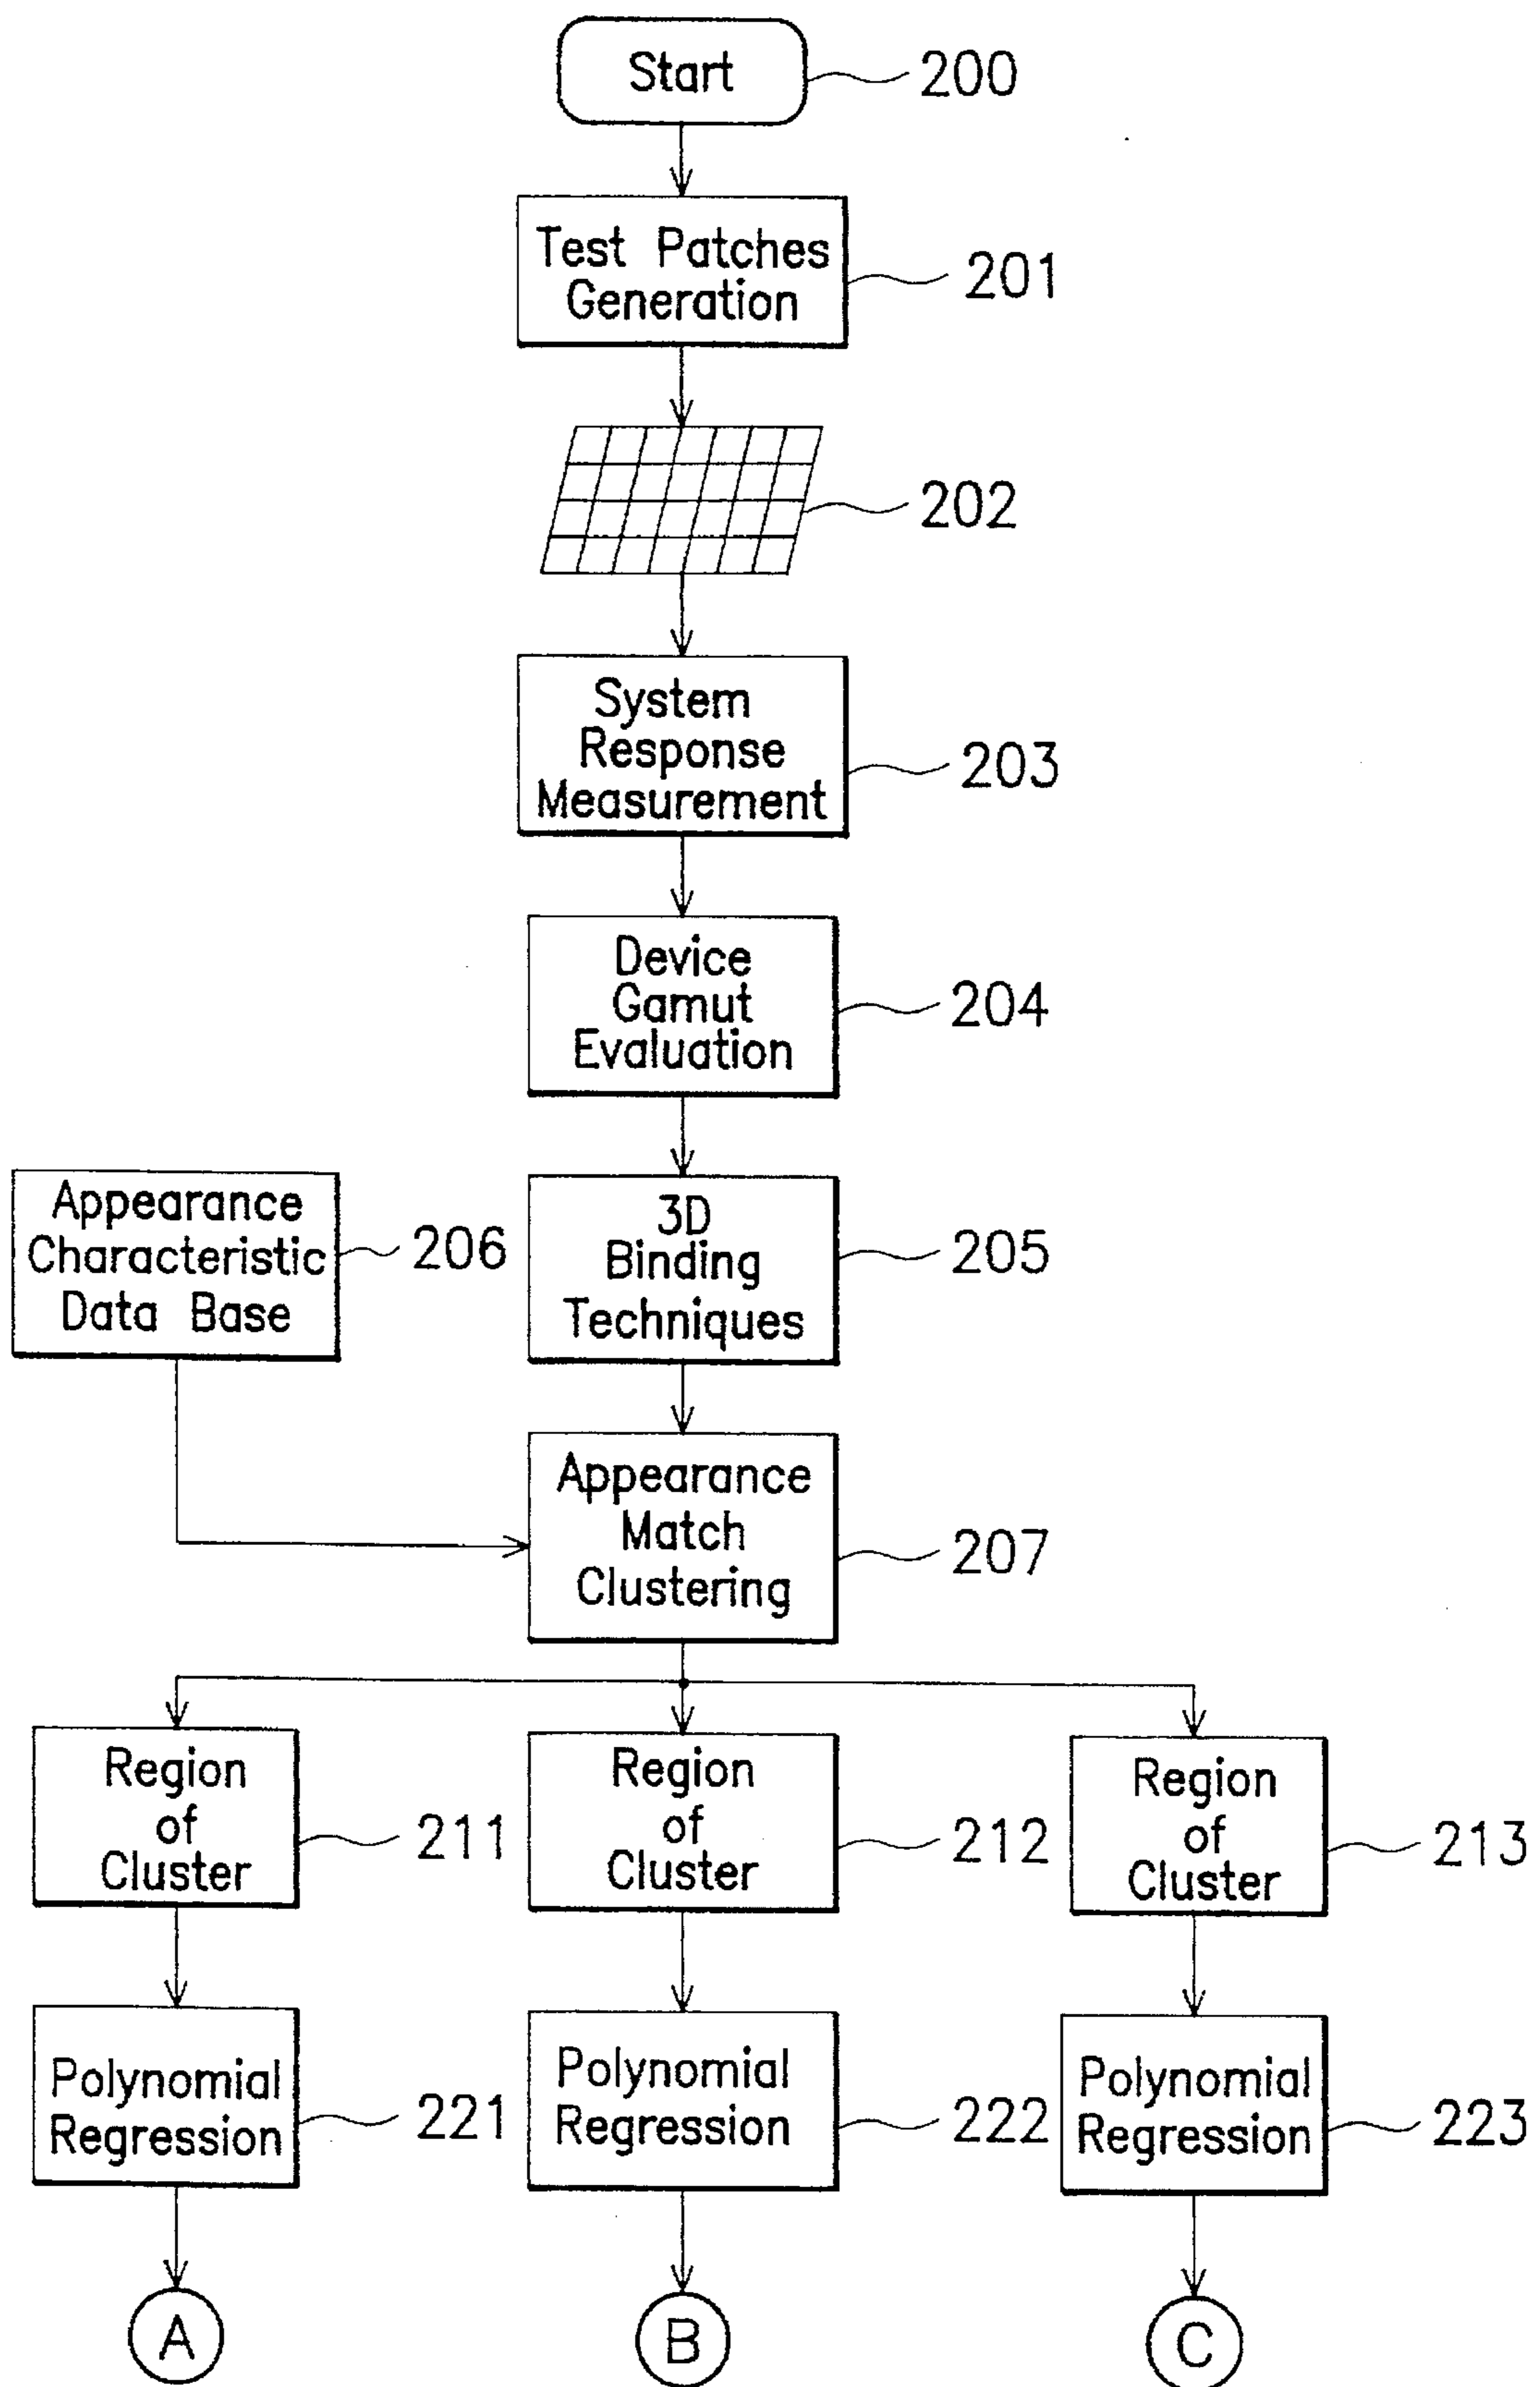 Start
200
Test Patches
Generation
201
202
System
Response
Measurement
203
Device
Gamut
Evaluation
204
Appearance
Characteristic
Data Base
206
3D
Binding
Techniques
205
Appearance
Match
Clustering
207
Region
of
Cluster
211
Region
of
Cluster
212
Region
of
Cluster
213
Polynomial
Regression
221
Polynomial
Regression
222
Polynomial
Regression
223
A
B
C